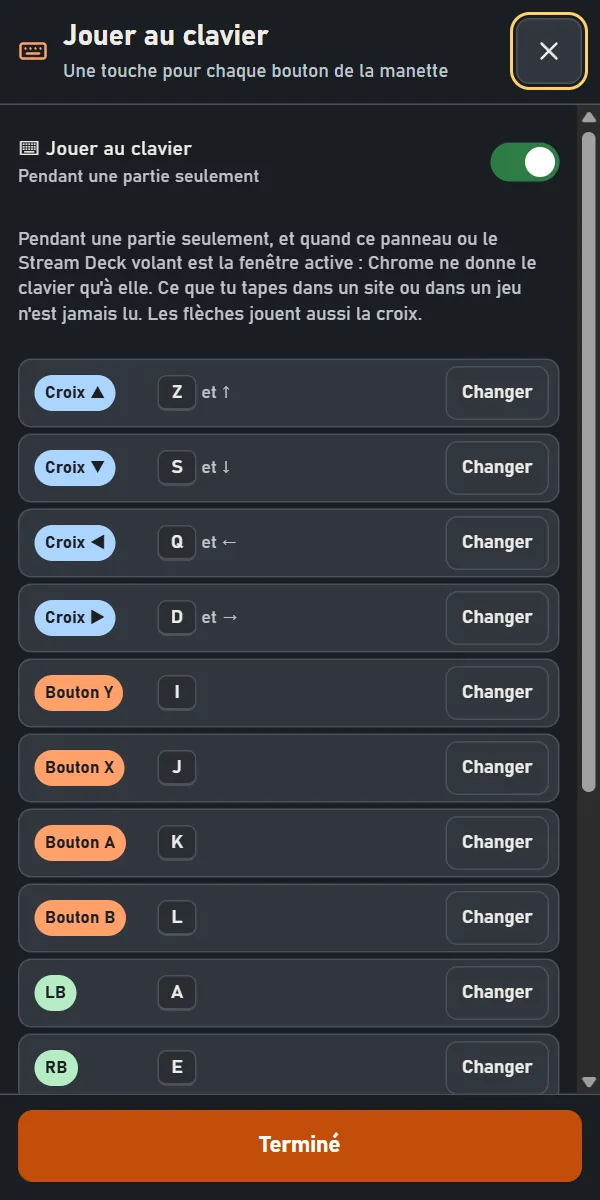 Jouer au clavier
Une touche pour chaque bouton de la manette
Jouer au clavier
Pendant une partie seulement
Pendant une partie seulement, et quand ce panneau ou le
Stream Deck volant est la fenêtre active : Chrome ne donne le
clavier qu'à elle. Ce que tu tapes dans un site ou dans un jeu
n'est jamais lu. Les flèches jouent aussi la croix.
Croix ▲ Z et ↑ Changer
Croix ▼ S et ↓ Changer
Croix ◀ Q et ← Changer
Croix ▶ D et → Changer
Bouton Y I Changer
Bouton X J Changer
Bouton A K Changer
Bouton B L Changer
LB A Changer
RB E Changer
Terminé